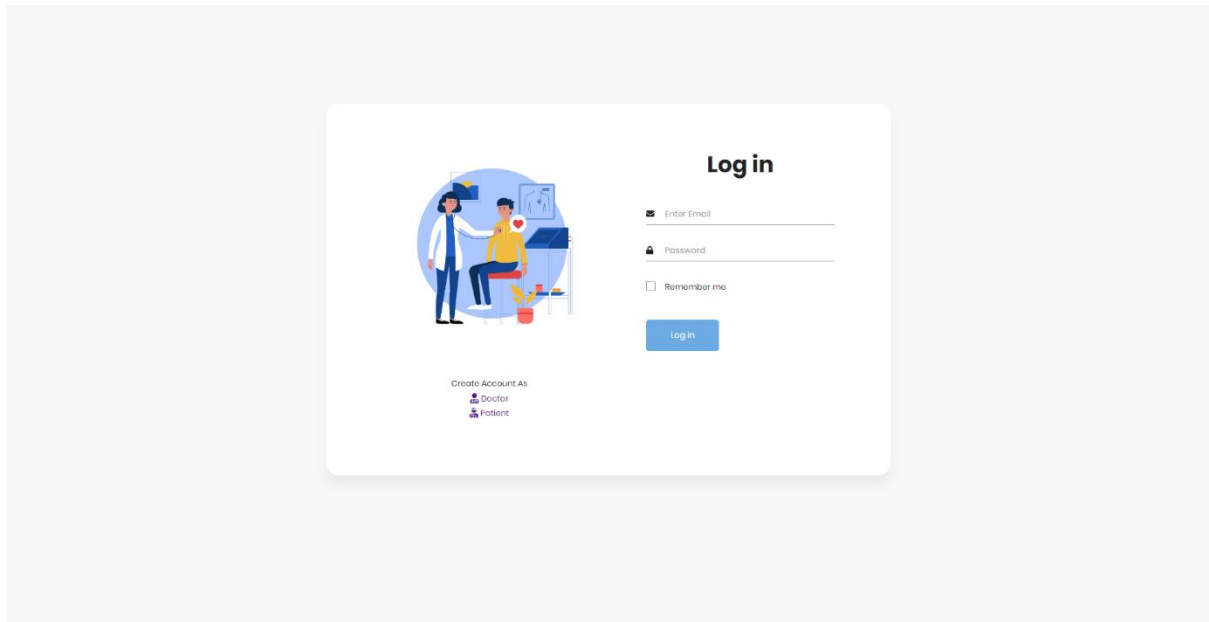 Log in
Enter Email
Password
Remember me
Log in
Create Account As
Doctor
Patient